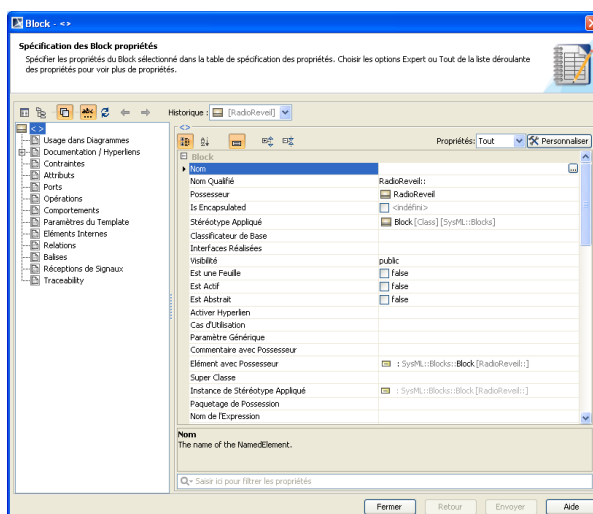 Block - <>
Spécification des Block propriétés
Spécifier les propriétés du Block sélectionné dans la table de spécification des propriétés. Choisir les options Expert ou Tout de la liste déroulante
des propriétés pour voir plus de propriétés.
Historique : [RadioReveil]
< >
Usage dans Diagrammes
Documentation / Hyperliens
Contraintes
Attributs
Ports
Opérations
Comportements
Paramètres du Template
Eléments Internes
Relations
Balises
Réceptions de Signaux
Traceability
<>
Propriétés: Tout Personnaliser
Block
Nom
Nom Qualifié RadioReveil::
Possesseur RadioReveil
Is Encapsulated <indéfini>
Stéréotype Appliqué Block [Class] [SysML::Blocks]
Classificateur de Base
Interfaces Réalisées
Visibilité public
Est une Feuille false
Est Actif false
Est Abstrait false
Activer Hyperlien
Cas d'Utilisation
Paramètre Générique
Commentaire avec Possesseur
Elément avec Possesseur : SysML::Blocks::Block [RadioReveil::]
Super Classe
Instance de Stéréotype Appliqué : SysML::Blocks::Block [RadioReveil::]
Paquetage de Possession
Nom de l'Expression
Nom
The name of the NamedElement.
Saisir ici pour filtrer les propriétés
Fermer Retour Envoyer Aide